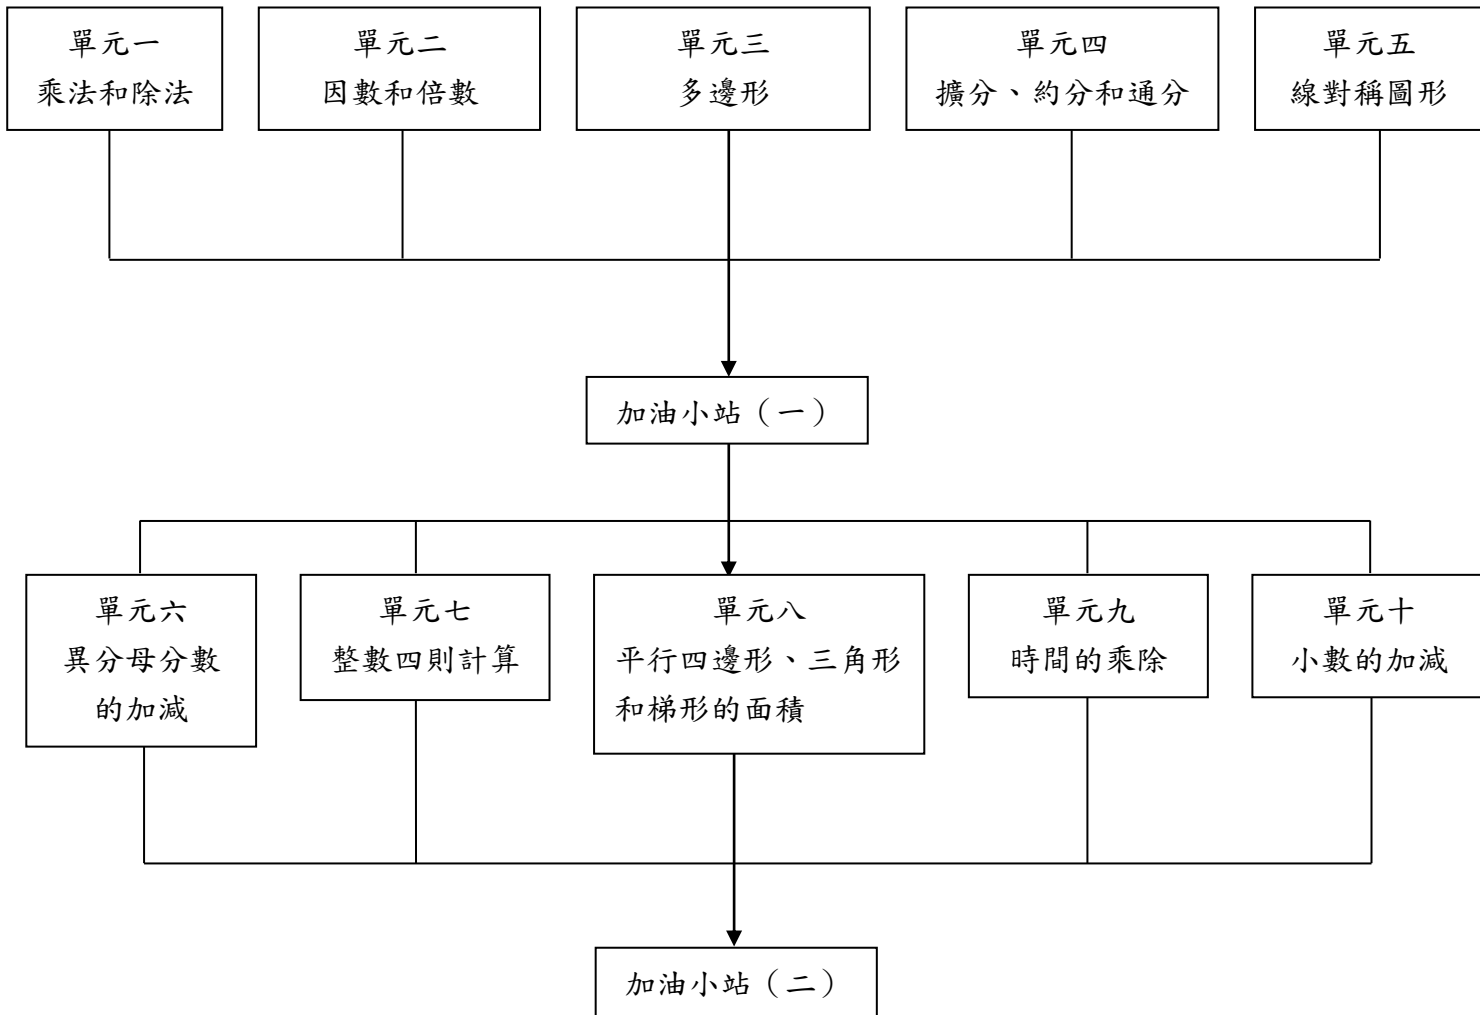 單元一
乘法和除法
單元二
因數和倍數
單元三
多邊形
單元四
擴分、約分和通分
單元五
線對稱圖形
加油小站（一）
單元六
異分母分數
的加減
單元七
整數四則計算
單元八
平行四邊形、三角形
和梯形的面積
單元九
時間的乘除
單元十
小數的加減
加油小站（二）